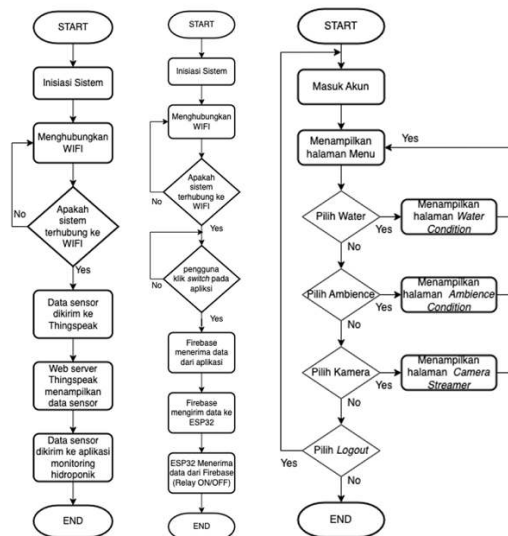 START
Inisiasi Sistem
Menghubungkan
WIFI
Apakah
sistem
terhubung ke
WIFI
No
Yes
Data sensor
dikirim ke
Thingspeak
Web server
Thingspeak
menampilkan
data sensor
Data sensor
dikirim ke aplikasi
monitoring
hidroponik
END
START
Inisiasi Sistem
Menghubungkan
WIFI
Apakah
sistem
terhubung ke
WIFI
No
Yes
pengguna
klik switch pada
apliksi
No
Yes
Firebase
menerima data
dari aplikasi
Firebase
mengirim data ke
ESP32
ESP32 Menerima
data dari Firebase
(Relay ON/OFF)
END
START
Masuk Akun
Menampilkan
halaman Menu
Yes
Pilih Water
Yes
Menampilkan
halaman Water
Condition
No
Pilih Ambience
Yes
Menampilkan
halaman Ambience
Condition
No
Pilih Kamera
Yes
Menampilkan
halaman Camera
Streamer
No
Pilih Logout
Yes
No
END